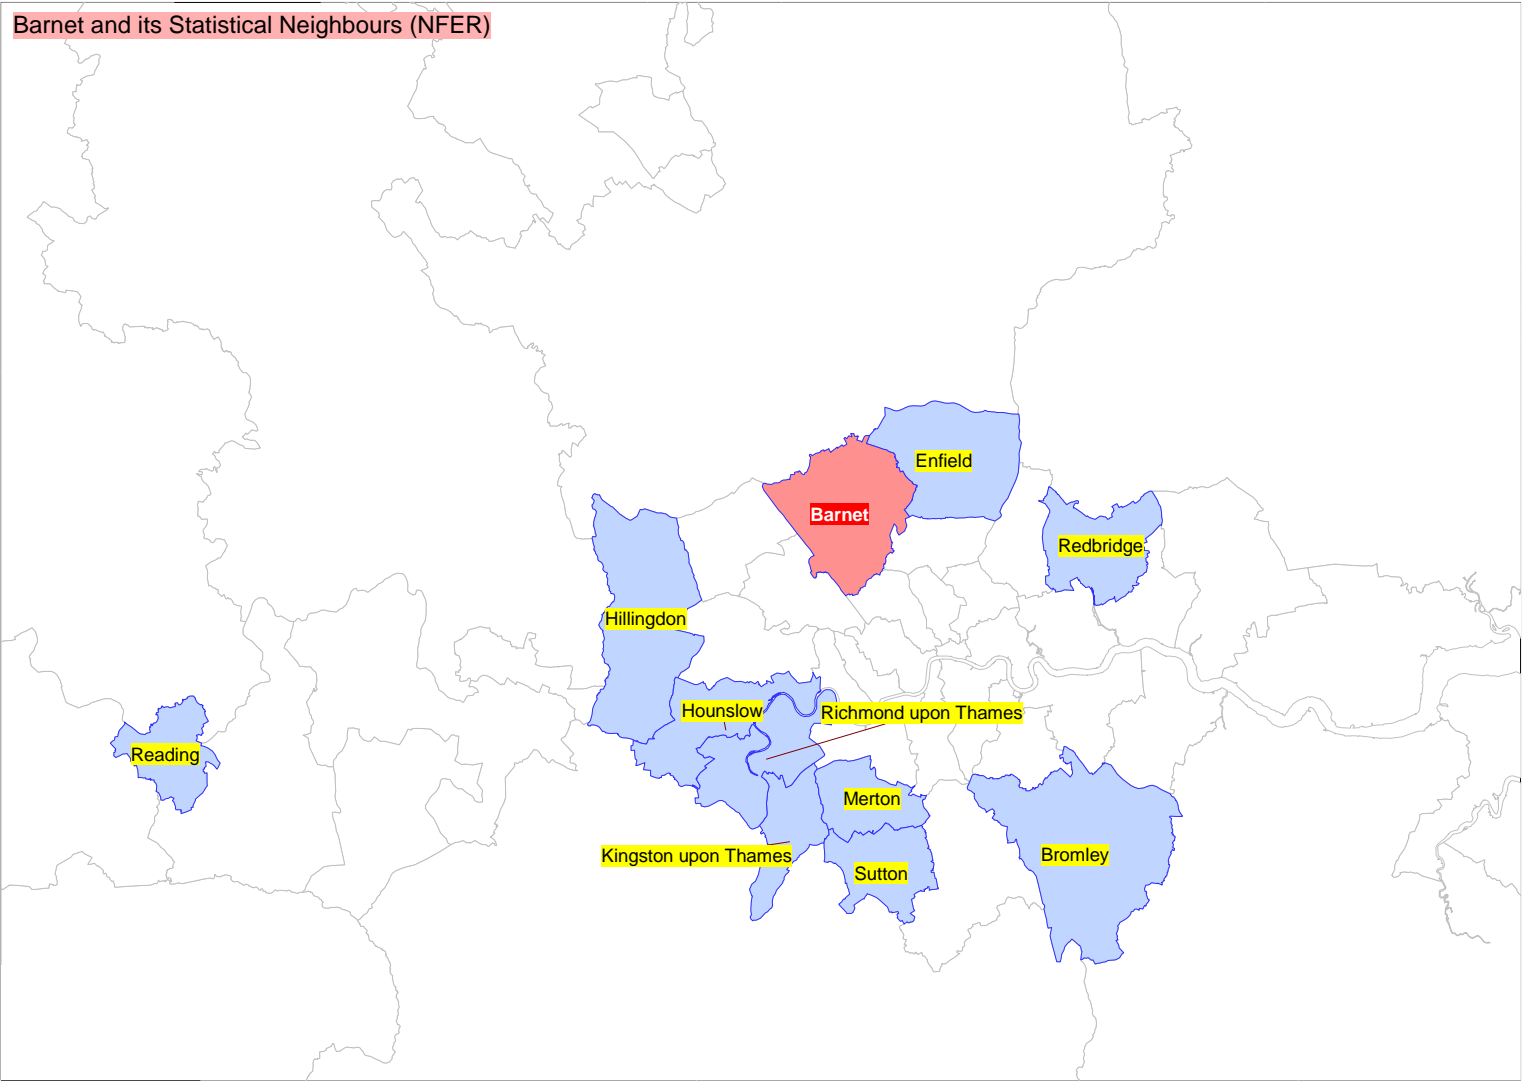 Barnet and its Statistical Neighbours (NFER)
Enfield
Barnet
Redbridge
Hillingdon
Hounslow
Richmond upon Thames
Reading
Merton
Kingston upon Thames
Bromley
Sutton